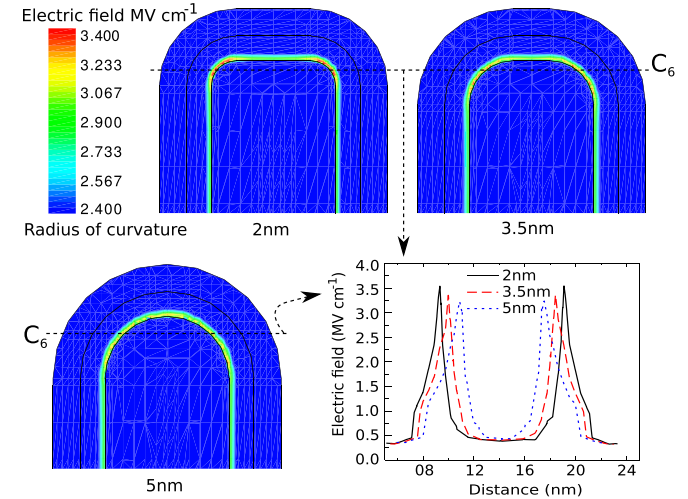 Electric field MV cm-1
3.400
3.233
3.067
2.900
2.733
2.567
2.400
Radius of curvature
2nm
3.5nm
C6
C6
5nm
Electric field (MV cm-1)
4.0
3.5
3.0
2.5
2.0
1.5
1.0
0.5
0.0
2nm
3.5nm
5nm
08 12 16 20 24
Distance (nm)